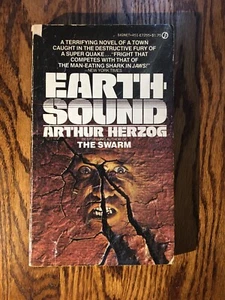 A TERRIFYING NOVEL OF A TOWN
CAUGHT IN THE DESTRUCTIVE FURY OF
A SUPER QUAKE... "FRIGHT THAT
COMPETES WITH THAT OF
THE MAN-EATING SHARK IN JAWS!"
—NEW YORK TIMES
EARTH
SOUND
ARTHUR HERZOG
THE SWARM